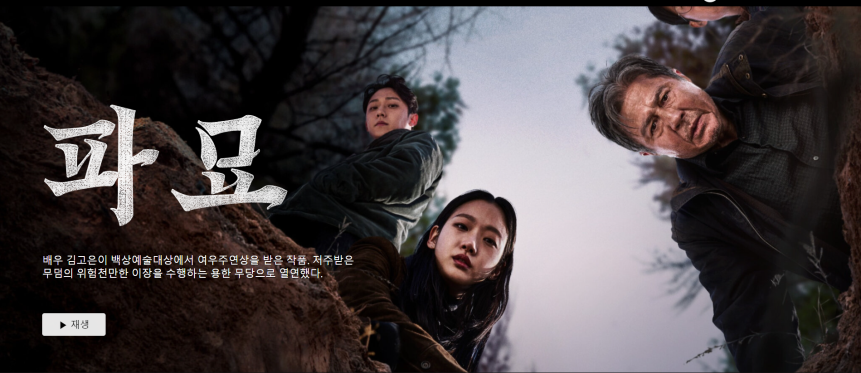 파묘
배우 김고은이 백상예술대상에서 여우주연상을 받은 작품. 저주받은
무덤의 위험천만한 이장을 수행하는 용한 무당으로 열연했다.
▶ 재생